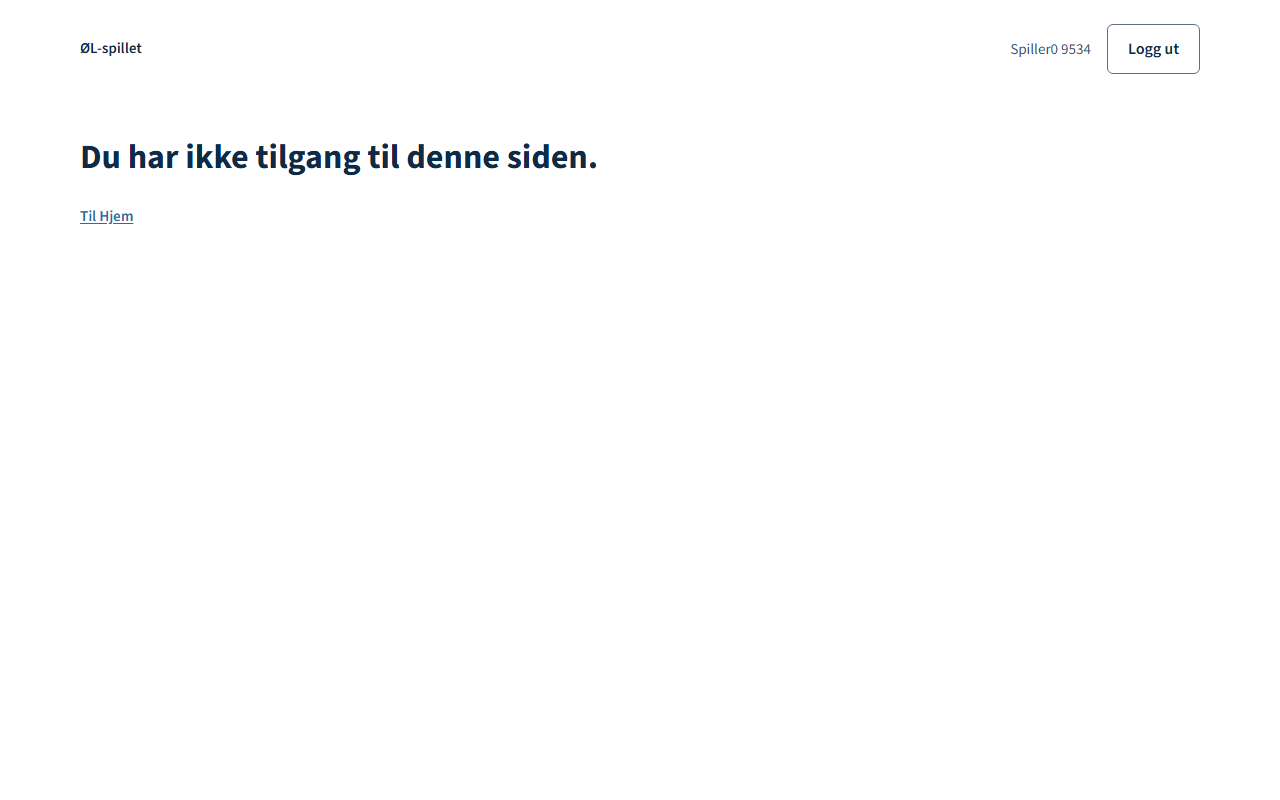 ØL-spillet
Spiller0 9534
Logg ut
Du har ikke tilgang til denne siden.
Til Hjem